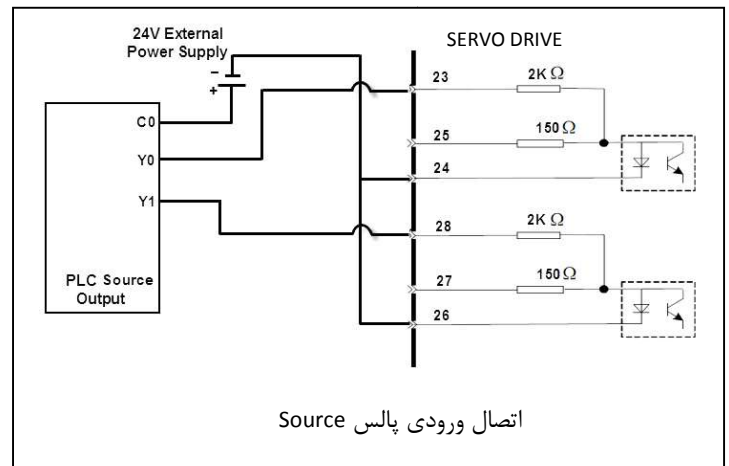 24V External
Power Supply
SERVO DRIVE
−
+
23
2K Ω
C0
25
150 Ω
Y0
24
Y1
28
2K Ω
27
150 Ω
PLC Source
Output
26
اتصال ورودی پالس Source